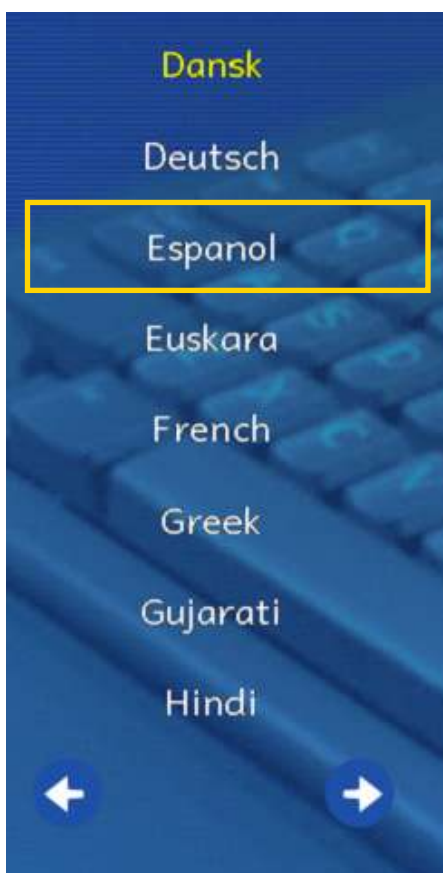 Dansk
Deutsch
Espanol
Euskara
French
Greek
Gujarati
Hindi